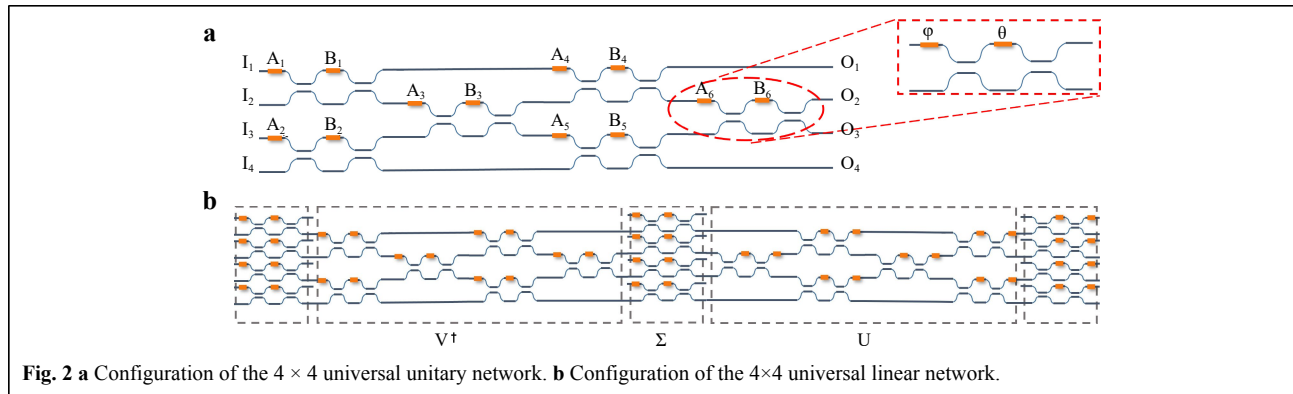 a
φ θ
I₁ A₁ B₁ A₄ B₄ O₁
I₂ A₃ B₃ A₆ B₆ O₂
I₃ A₂ B₂ A₅ B₅ O₃
I₄ O₄
b
V† Σ U
Fig. 2 a Configuration of the 4 × 4 universal unitary network. b Configuration of the 4×4 universal linear network.